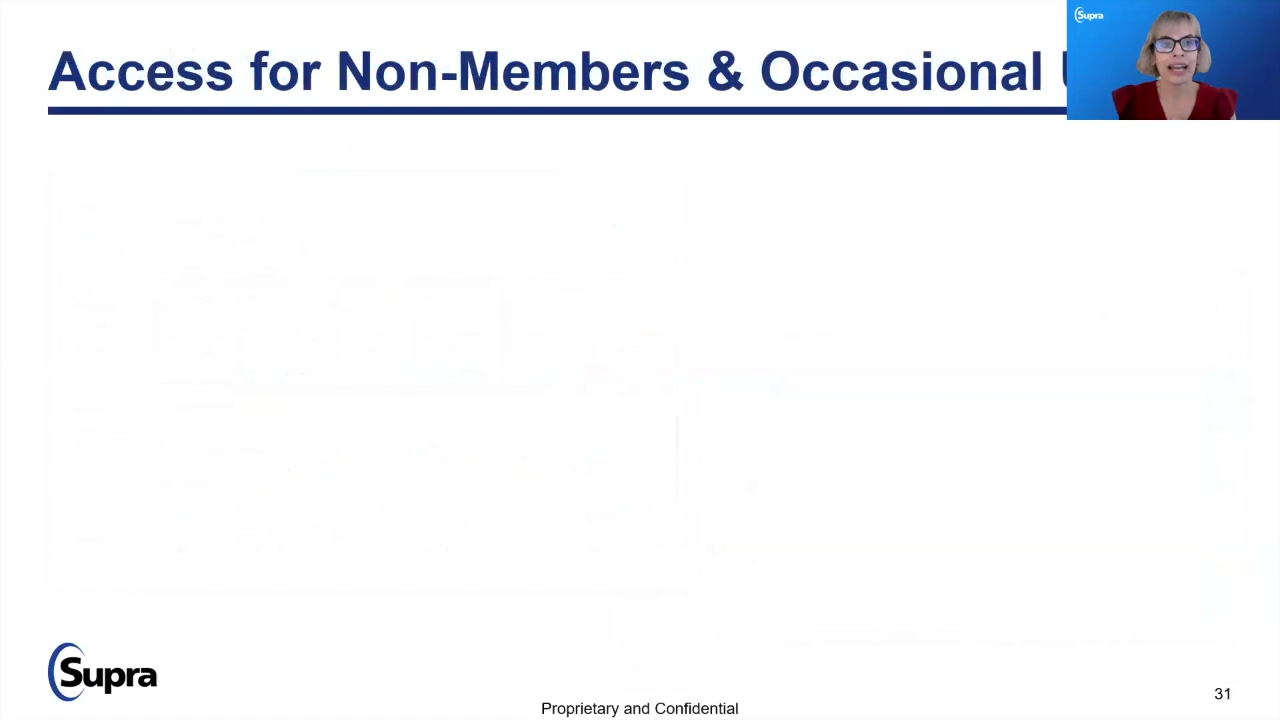 Access for Non-Members & Occasional
Supra
Supra
Proprietary and Confidential
31